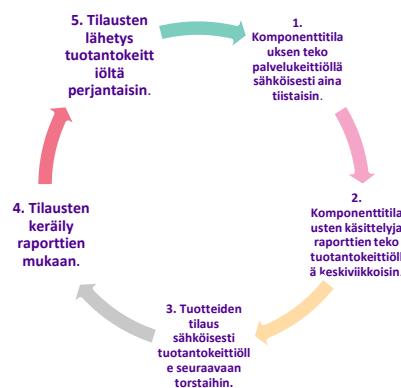 1.
Komponenttitila
uksen teko
palvelukeittiöllä
sähköisesti aina
tiistaisin.
2.
Komponenttitila
usten käsittelyja
raporttien teko
tuotantokeittiöll
ä keskiviikkoisin.
3. Tuotteiden
tilaus
sähköisesti
tuotantokeittiöll
e seuraavaan
torstaihin.
4. Tilausten
keräily
raporttien
mukaan.
5. Tilausten
lähetys
tuotantokeitt
iöltä
perjantaisin.